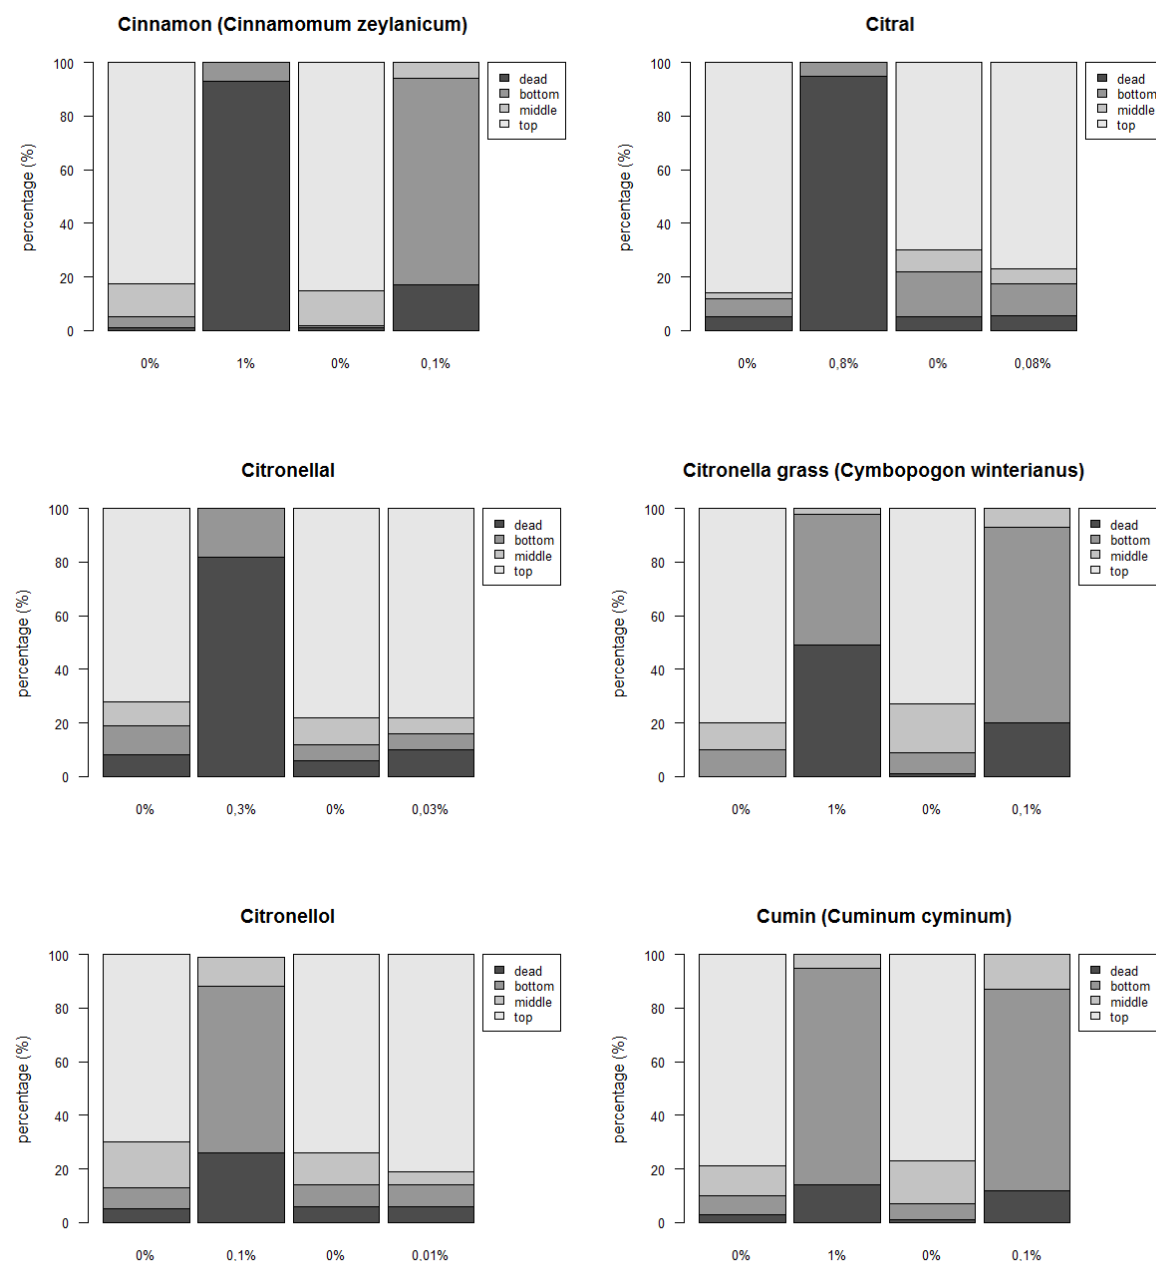 Cinnamon (Cinnamomum zeylanicum)
percentage (%)
100
80
60
40
20
0
0% 1% 0% 0,1%
dead
bottom
middle
top
Citral
percentage (%)
100
80
60
40
20
0
0% 0,8% 0% 0,08%
dead
bottom
middle
top
Citronellal
percentage (%)
100
80
60
40
20
0
0% 0,3% 0% 0,03%
dead
bottom
middle
top
Citronella grass (Cymbopogon winterianus)
percentage (%)
100
80
60
40
20
0
0% 1% 0% 0,1%
dead
bottom
middle
top
Citronellol
percentage (%)
100
80
60
40
20
0
0% 0,1% 0% 0,01%
dead
bottom
middle
top
Cumin (Cuminum cyminum)
percentage (%)
100
80
60
40
20
0
0% 1% 0% 0,1%
dead
bottom
middle
top